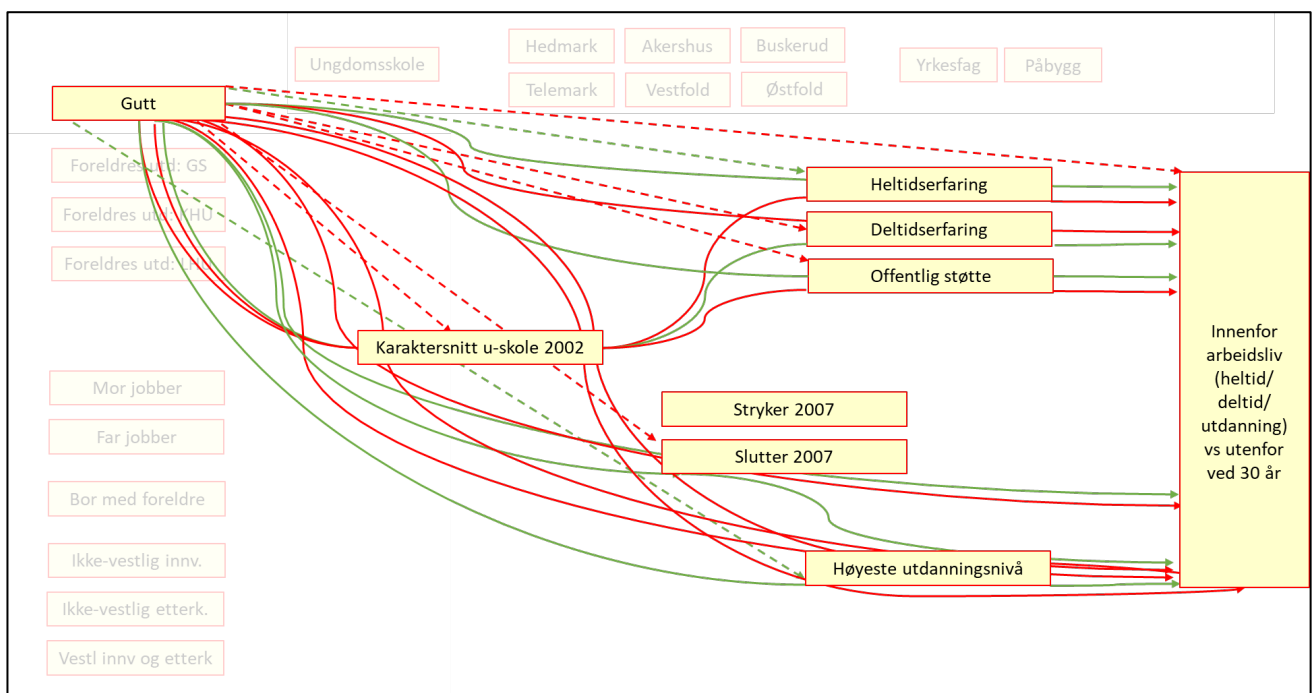 Ungdomsskole
Hedmark
Akershus
Buskerud
Yrkesfag
Påbygg
Telemark
Vestfold
Østfold
Gutt
Foreldres utd: GS
Foreldres utd: KHU
Foreldres utd: LHU
Heltidserfaring
Deltidserfaring
Offentlig støtte
Karaktersnitt u-skole 2002
Innenfor
arbeidsliv
(heltid/
deltid/
utdanning)
vs utenfor
ved 30 år
Mor jobber
Far jobber
Stryker 2007
Slutter 2007
Bor med foreldre
Ikke-vestlig innv.
Ikke-vestlig etterk.
Vestl innv og etterk
Høyeste utdanningsnivå